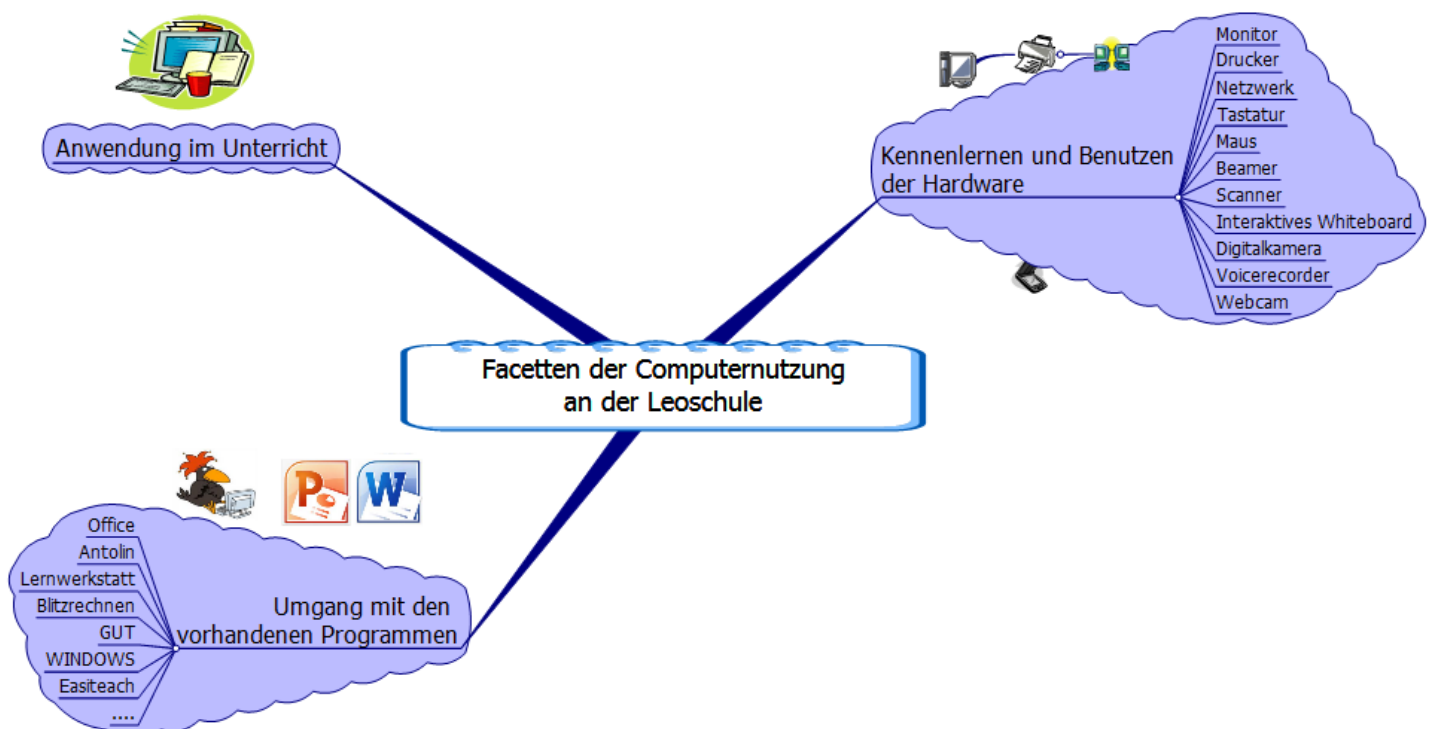 Anwendung im Unterricht
Kennenlernen und Benutzen
der Hardware
Monitor
Drucker
Netzwerk
Tastatur
Maus
Beamer
Scanner
Interaktives Whiteboard
Digitalkamera
Voicerecorder
Webcam
Facetten der Computernutzung
an der Leoschule
P
W
Umgang mit den
vorhandenen Programmen
Office
Antolin
Lernwerkstatt
Blitzrechnen
GUT
WINDOWS
Easiteach
....